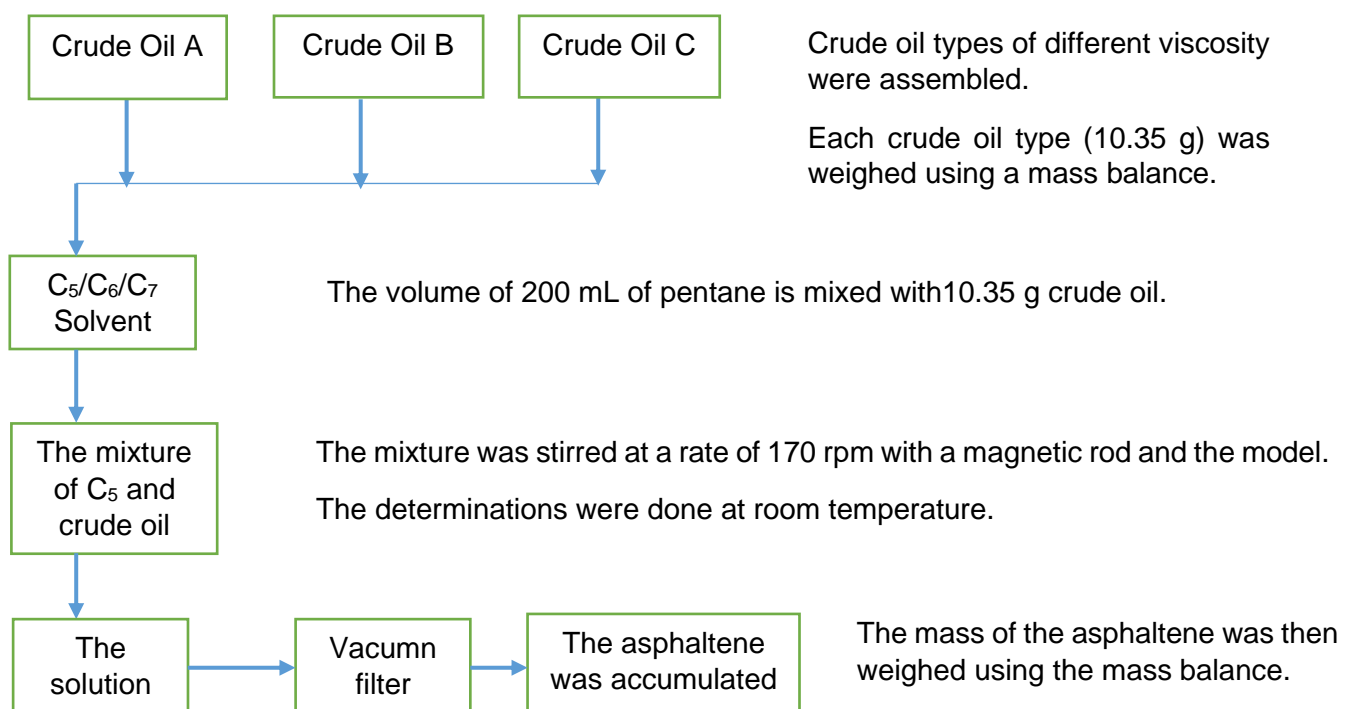 Crude Oil A
Crude Oil B
Crude Oil C
Crude oil types of different viscosity
were assembled.
Each crude oil type (10.35 g) was
weighed using a mass balance.
C₅/C₆/C₇
Solvent
The volume of 200 mL of pentane is mixed with10.35 g crude oil.
The mixture
of C₅ and
crude oil
The mixture was stirred at a rate of 170 rpm with a magnetic rod and the model.
The determinations were done at room temperature.
The
solution
Vacumn
filter
The asphaltene
was accumulated
The mass of the asphaltene was then
weighed using the mass balance.